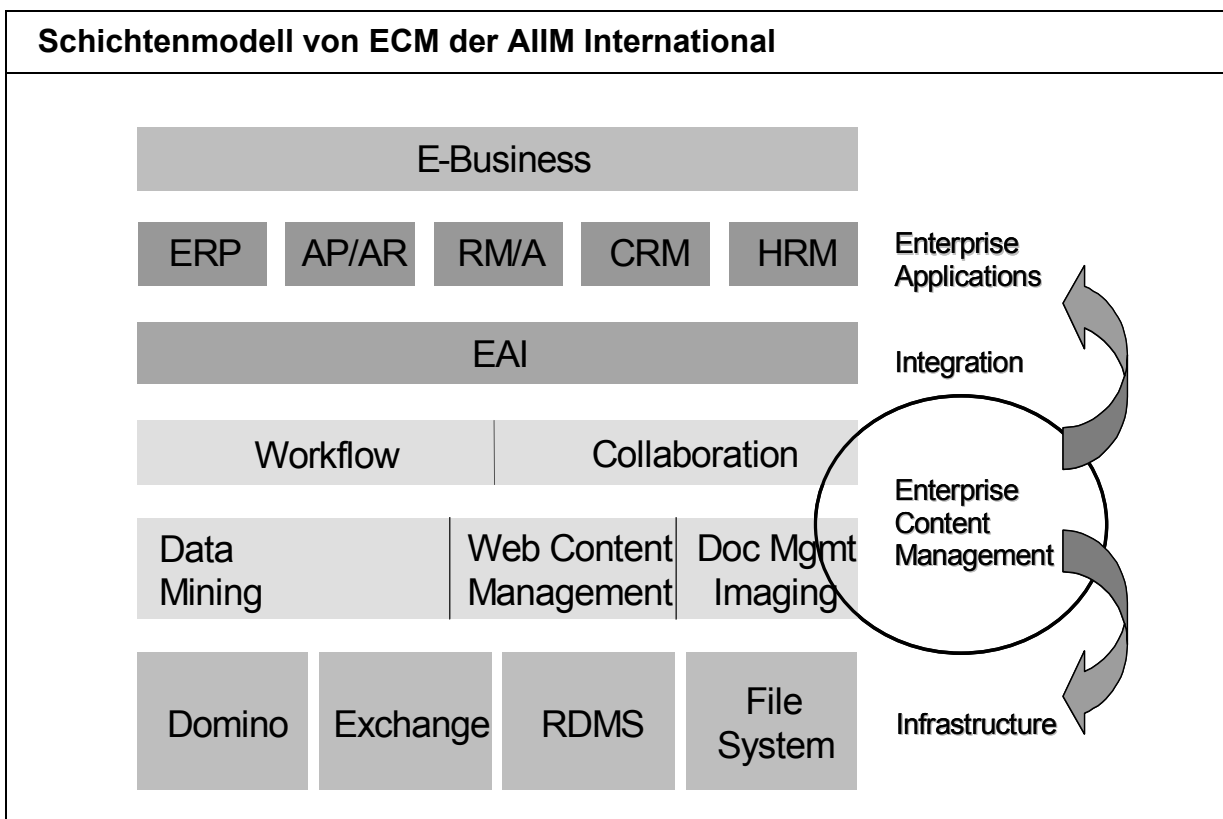 Schichtenmodell von ECM der AIIM International
E-Business
ERP AP/AR RM/A CRM HRM
Enterprise
Applications
EAI
Integration
Workflow Collaboration
Enterprise
Content
Management
Data
Mining
Web Content
Management
Doc Mgmt
Imaging
Domino Exchange RDMS
File
System
Infrastructure